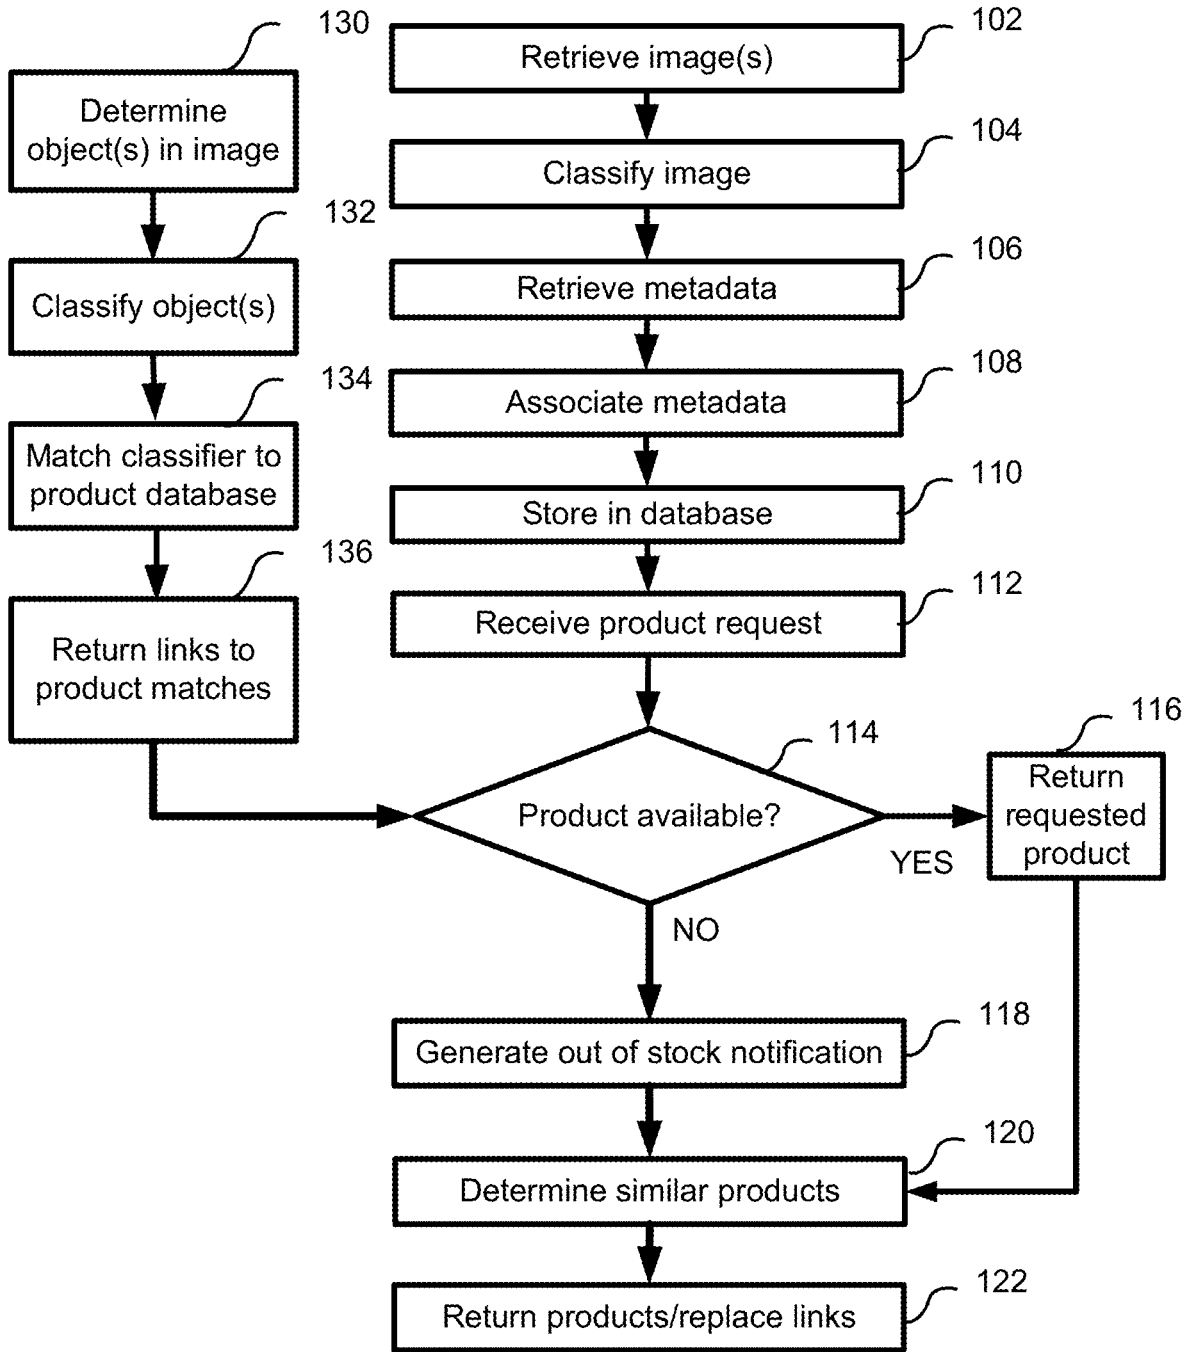 130
Determine
object(s) in image
132
Classify object(s)
134
Match classifier to
product database
136
Return links to
product matches
102
Retrieve image(s)
104
Classify image
106
Retrieve metadata
108
Associate metadata
110
Store in database
112
Receive product request
114
Product available?
YES
116
Return
requested
product
NO
118
Generate out of stock notification
120
Determine similar products
122
Return products/replace links